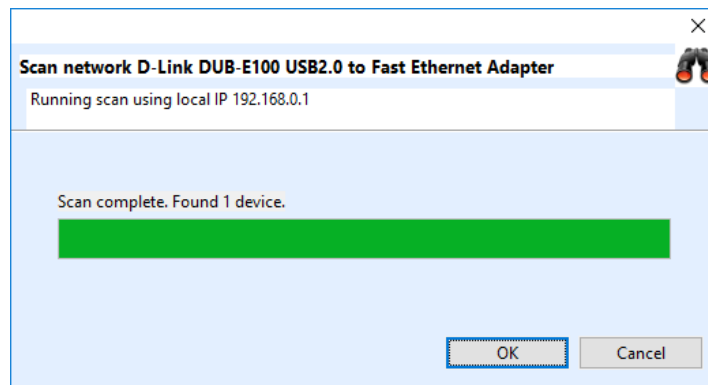 Scan network D-Link DUB-E100 USB2.0 to Fast Ethernet Adapter
Running scan using local IP 192.168.0.1
Scan complete. Found 1 device.
OK
Cancel